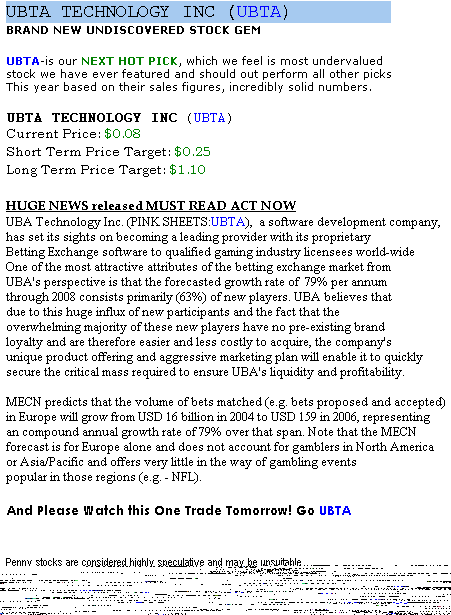 UBTA TECHNOLOGY INC (UBTA)
BRAND NEW UNDISCOVERED STOCK GEM
UBTA-is our NEXT HOT PICK, which we feel is most undervalued
stock we have ever featured and should out perform all other picks
This year based on their sales figures, incredibly solid numbers.
UBTA TECHNOLOGY INC (UBTA)
Current Price: $0.08
Short Term Price Target: $0.25
Long Term Price Target: $1.10
HUGE NEWS released MUST READ ACT NOW
UBA Technology Inc. (PINK SHEETS:UBTA), a software development company,
has set its sights on becoming a leading provider with its proprietary
Betting Exchange software to qualified gaming industry licensees world-wide
One of the most attractive attributes of the betting exchange market from
UBA's perspective is that the forecasted growth rate of 79% per annum
through 2008 consists primarily (63%) of new players. UBA believes that
due to this huge influx of new participants and the fact that the
overwhelming majority of these new players have no pre-existing brand
loyalty and are therefore easier and less costly to acquire, the company's
unique product offering and aggressive marketing plan will enable it to quickly
secure the critical mass required to ensure UBA's liquidity and profitability.
MECN predicts that the volume of bets matched (e.g. bets proposed and accepted)
in Europe will grow from USD 16 billion in 2004 to USD 159 in 2006, representing
an compound annual growth rate of 79% over that span. Note that the MECN
forecast is for Europe alone and does not account for gamblers in North America
or Asia/Pacific and offers very little in the way of gambling events
popular in those regions (e.g. - NFL).
And Please Watch this One Trade Tomorrow! Go UBTA
Penny stocks are considered highly speculative and may be unsuitable